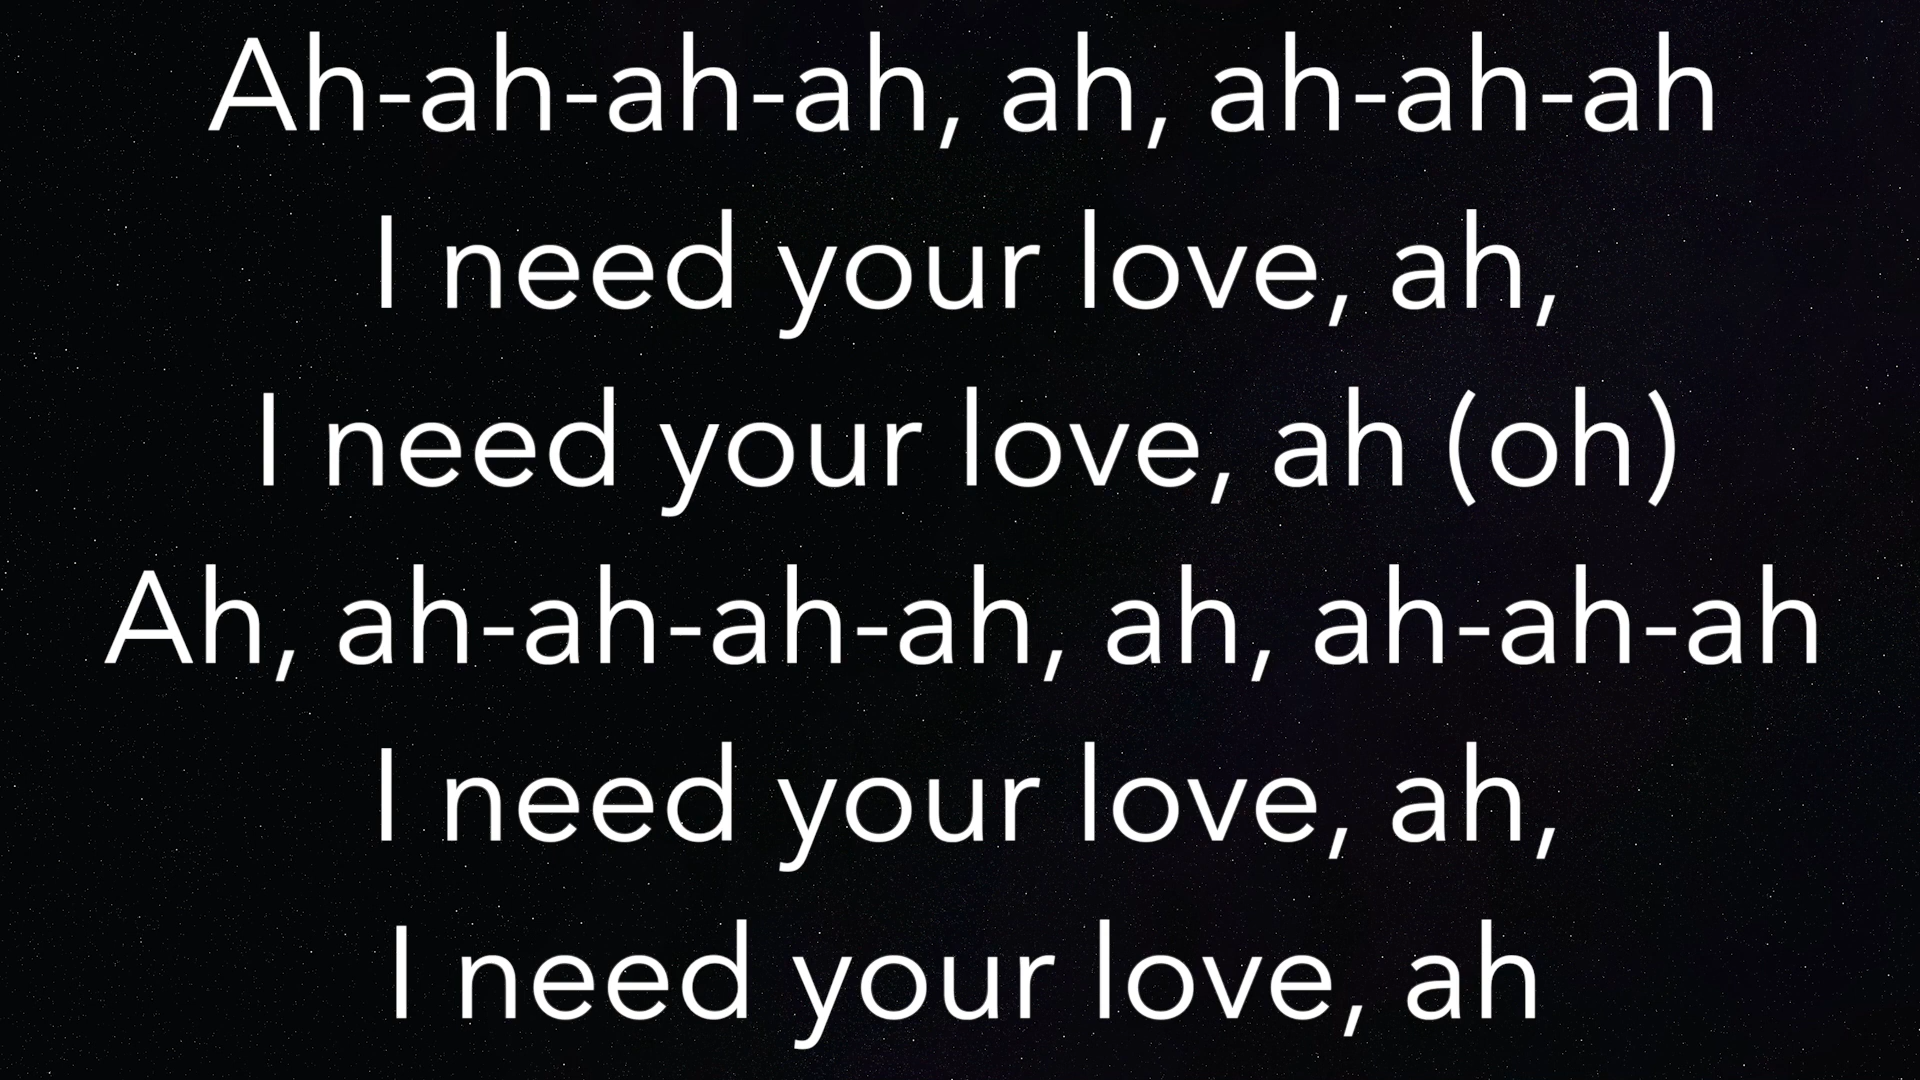 Ah-ah-ah-ah, ah, ah-ah-ah
I need your love, ah,
I need your love, ah (oh)
Ah, ah-ah-ah-ah, ah, ah-ah-ah
I need your love, ah,
I need your love, ah